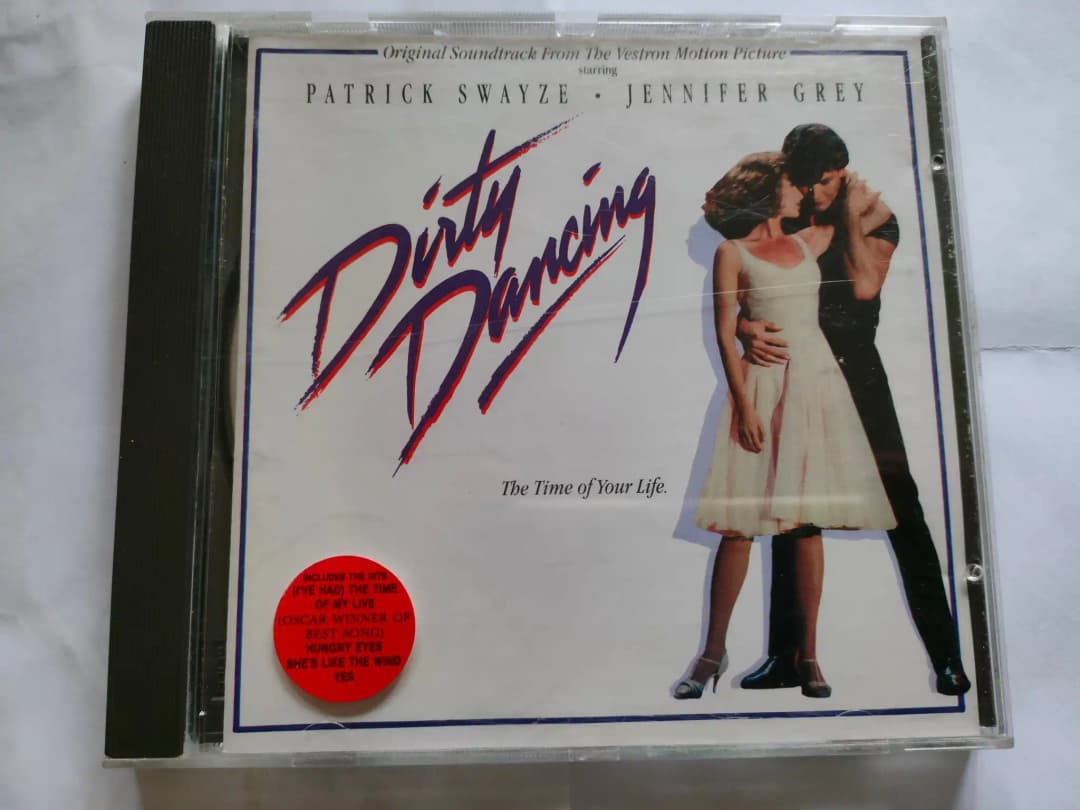 Original Soundtrack From The Vestron Motion Picture
starring
PATRICK SWAYZE • JENNIFER GREY
Dirty
Dancing
The Time of Your Life.
INCLUDES THE HITS
(I'VE HAD) THE TIME
OF MY LIVE
(OSCAR WINNER OF
BEST SONG)
HUNGRY EYES
SHE'S LIKE THE WIND
YES